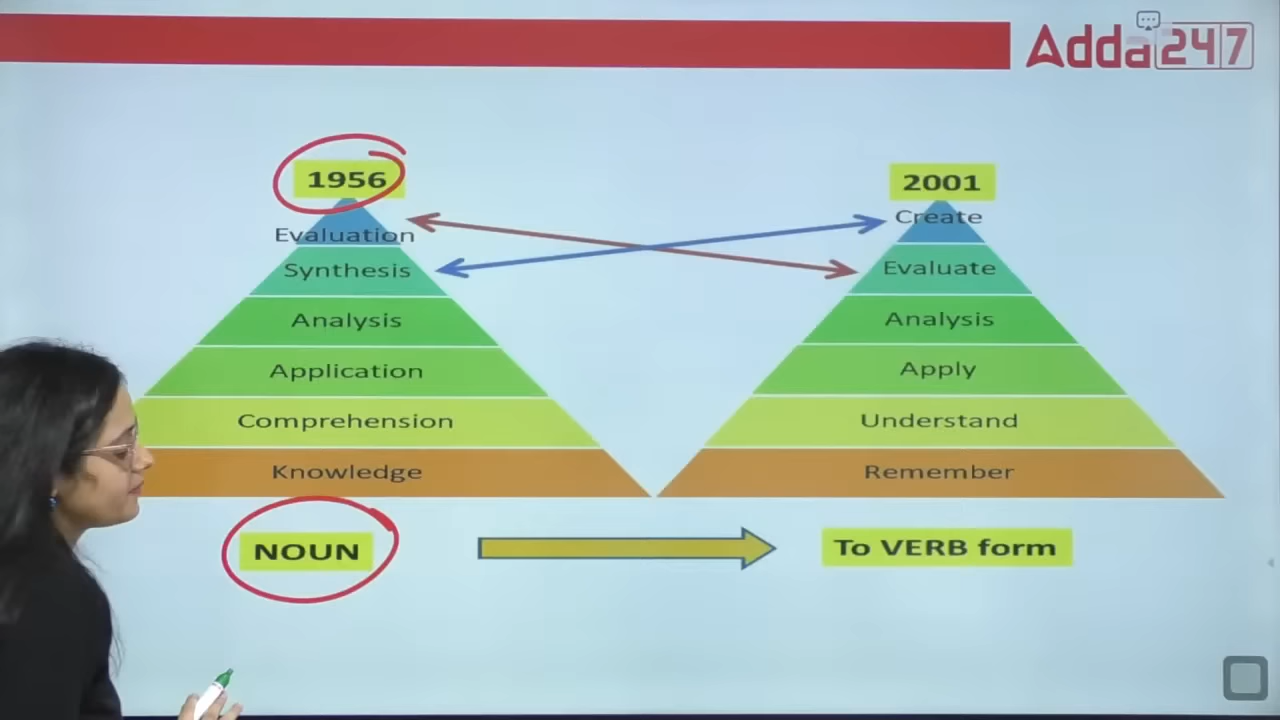 Adda247
1956
Evaluation
Synthesis
Analysis
Application
Comprehension
Knowledge
NOUN
2001
Create
Evaluate
Analysis
Apply
Understand
Remember
To VERB form